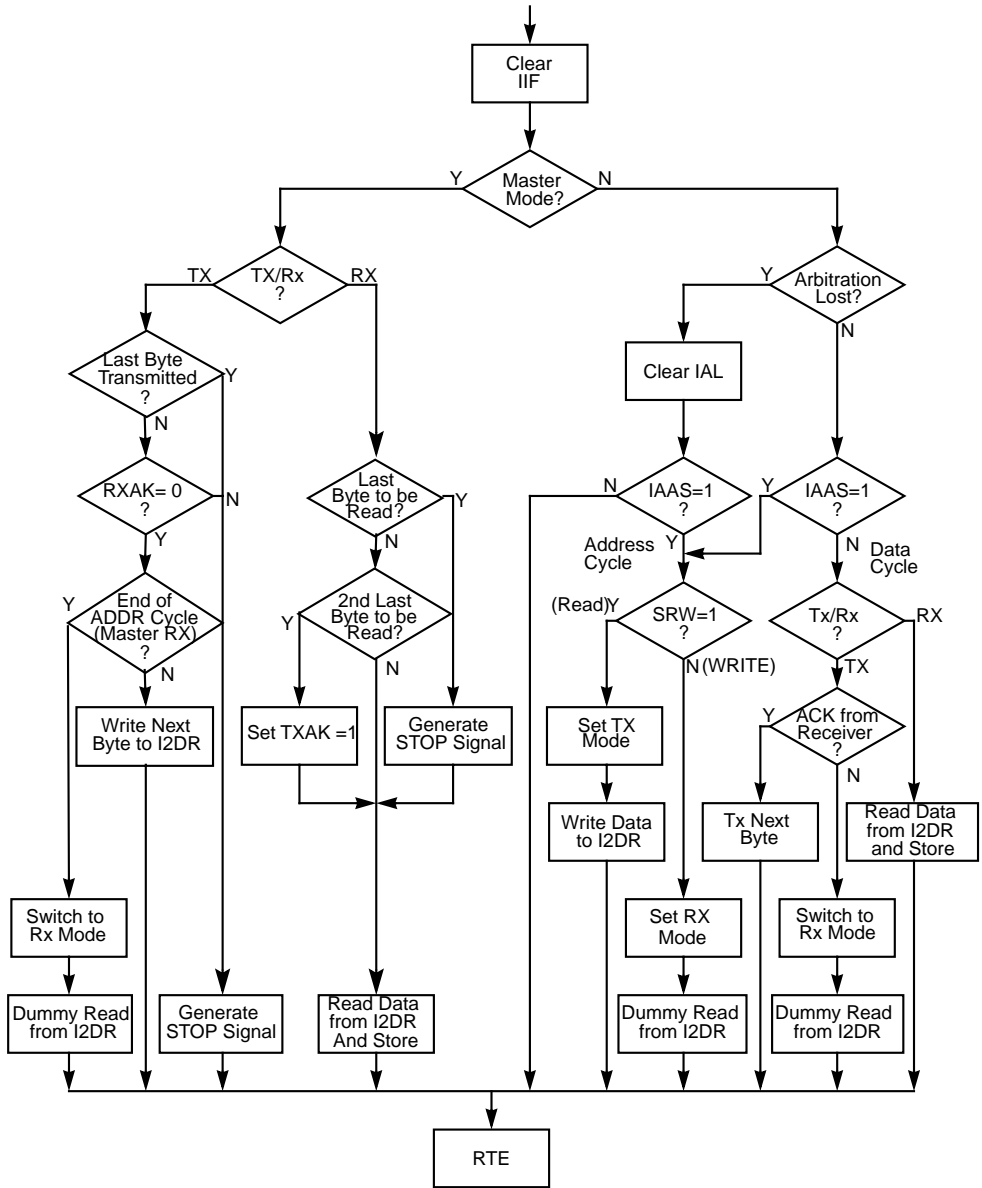 Clear
IIF
Y
Master
Mode?
N
TX
TX/Rx
?
RX
Y
Arbitration
Lost?
N
Last Byte
Transmitted
?
Y
N
Clear IAL
RXAK= 0
?
N
Y
Last
Byte to be
Read?
Y
N
N
IAAS=1
?
Y
Y
IAAS=1
?
N
Address
Cycle
Data
Cycle
Y
End of
ADDR Cycle
(Master RX)
?
N
Y
2nd Last
Byte to be
Read?
N
(Read)Y
SRW=1
?
N(WRITE)
Tx/Rx
?
RX
TX
Write Next
Byte to I2DR
Set TXAK =1
Generate
STOP Signal
Set TX
Mode
Y
ACK from
Receiver
?
N
Write Data
to I2DR
Tx Next
Byte
Read Data
from I2DR
and Store
Switch to
Rx Mode
Set RX
Mode
Switch to
Rx Mode
Dummy Read
from I2DR
Generate
STOP Signal
Read Data
from I2DR
And Store
Dummy Read
from I2DR
Dummy Read
from I2DR
RTE